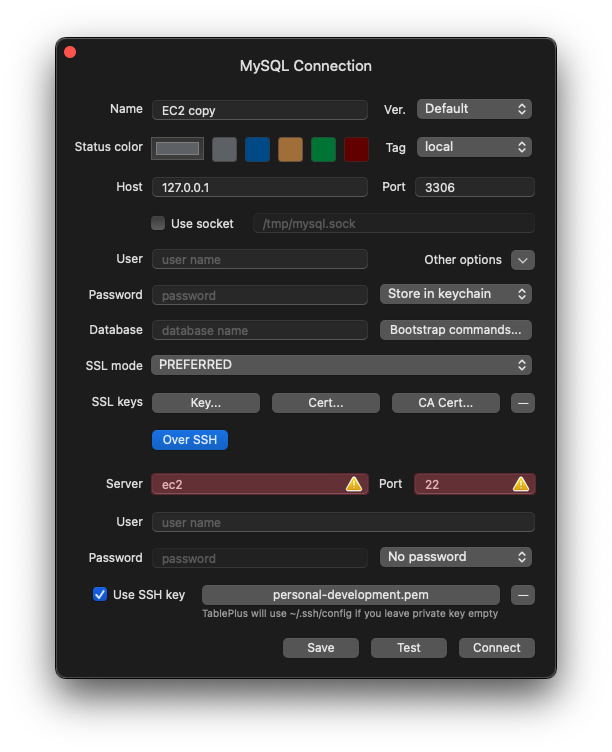 MySQL Connection
Name EC2 copy Ver. Default
Status color Tag local
Host 127.0.0.1 Port 3306
Use socket /tmp/mysql.sock
User user name Other options
Password password Store in keychain
Database database name Bootstrap commands...
SSL mode PREFERRED
SSL keys Key... Cert... CA Cert...
Over SSH
Server ec2 Port 22
User user name
Password password No password
Use SSH key personal-development.pem
TablePlus will use ~/.ssh/config if you leave private key empty
Save Test Connect